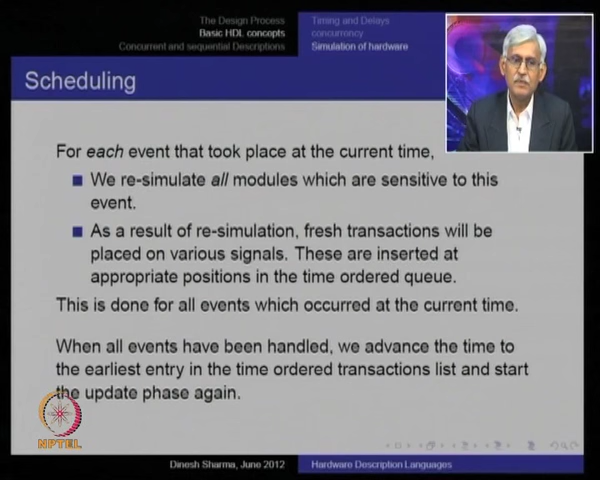 The Design Process
Basic HDL concepts
Concurrent and sequential Descriptions
Timing and Delays
concurrency
Simulation of hardware
Scheduling
For each event that took place at the current time,
We re-simulate all modules which are sensitive to this
event.
As a result of re-simulation, fresh transactions will be
placed on various signals. These are inserted at
appropriate positions in the time ordered queue.
This is done for all events which occurred at the current time.
When all events have been handled, we advance the time to
the earliest entry in the time ordered transactions list and start
the update phase again.
NPTEL
Dinesh Sharma, June 2012
Hardware Description Languages